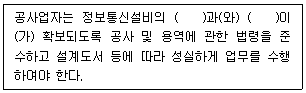 공사업자는 정보통신설비의 (   )과(와) (   )이
(가) 확보되도록 공사 및 용역에 관한 법령을 준
수하고 설계도서 등에 따라 성실하게 업무를 수행
하여야 한다.